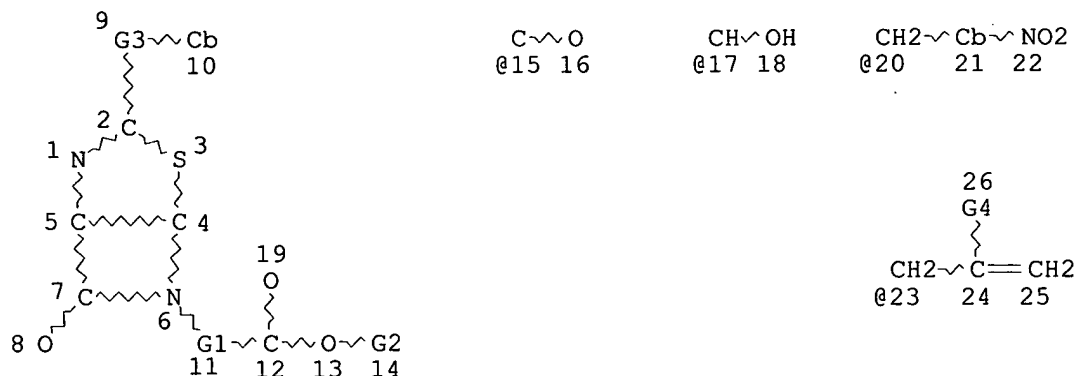 9
G3 Cb C O CH OH CH2 Cb NO2
10 @15 16 @17 18 @20 21 22
2 C
1 N S 3
26
G4
5 C C 4
19
O
CH2 C CH2
@23 24 25
7 C N
6
8 O G1 C O G2
11 12 13 14